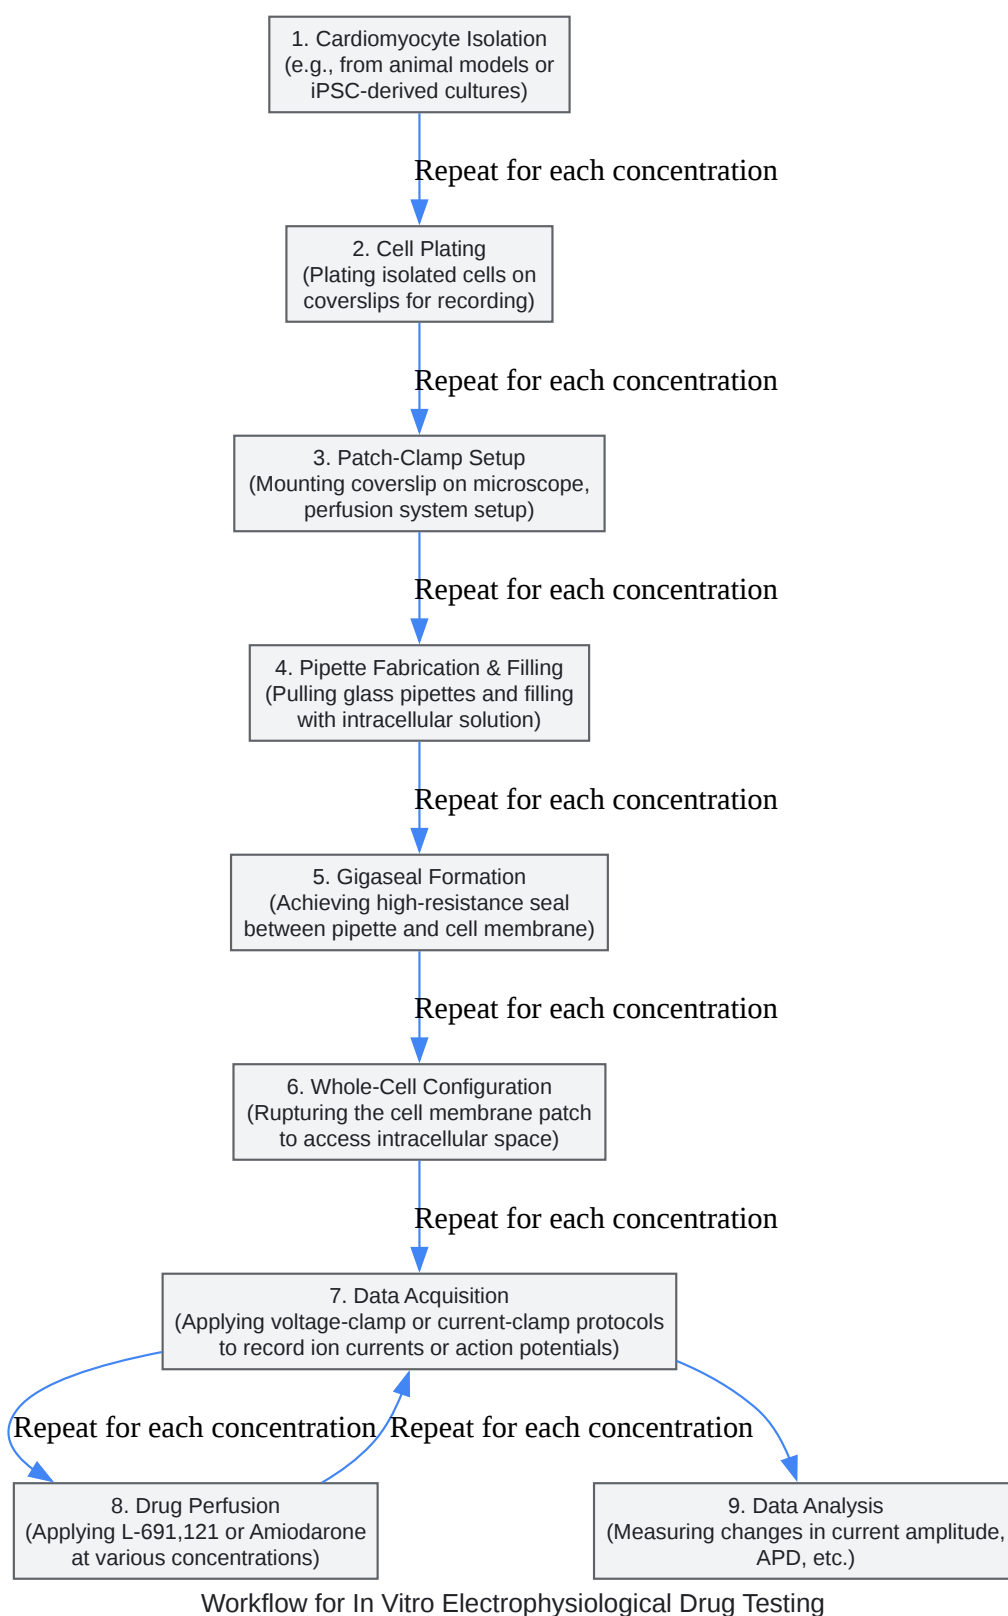 1. Cardiomyocyte Isolation
(e.g., from animal models or
iPSC-derived cultures)
Repeat for each concentration
2. Cell Plating
(Plating isolated cells on
coverslips for recording)
Repeat for each concentration
3. Patch-Clamp Setup
(Mounting coverslip on microscope,
perfusion system setup)
Repeat for each concentration
4. Pipette Fabrication & Filling
(Pulling glass pipettes and filling
with intracellular solution)
Repeat for each concentration
5. Gigaseal Formation
(Achieving high-resistance seal
between pipette and cell membrane)
Repeat for each concentration
6. Whole-Cell Configuration
(Rupturing the cell membrane patch
to access intracellular space)
Repeat for each concentration
7. Data Acquisition
(Applying voltage-clamp or current-clamp protocols
to record ion currents or action potentials)
Repeat for each concentration
Repeat for each concentration
8. Drug Perfusion
(Applying L-691,121 or Amiodarone
at various concentrations)
9. Data Analysis
(Measuring changes in current amplitude,
APD, etc.)
Workflow for In Vitro Electrophysiological Drug Testing